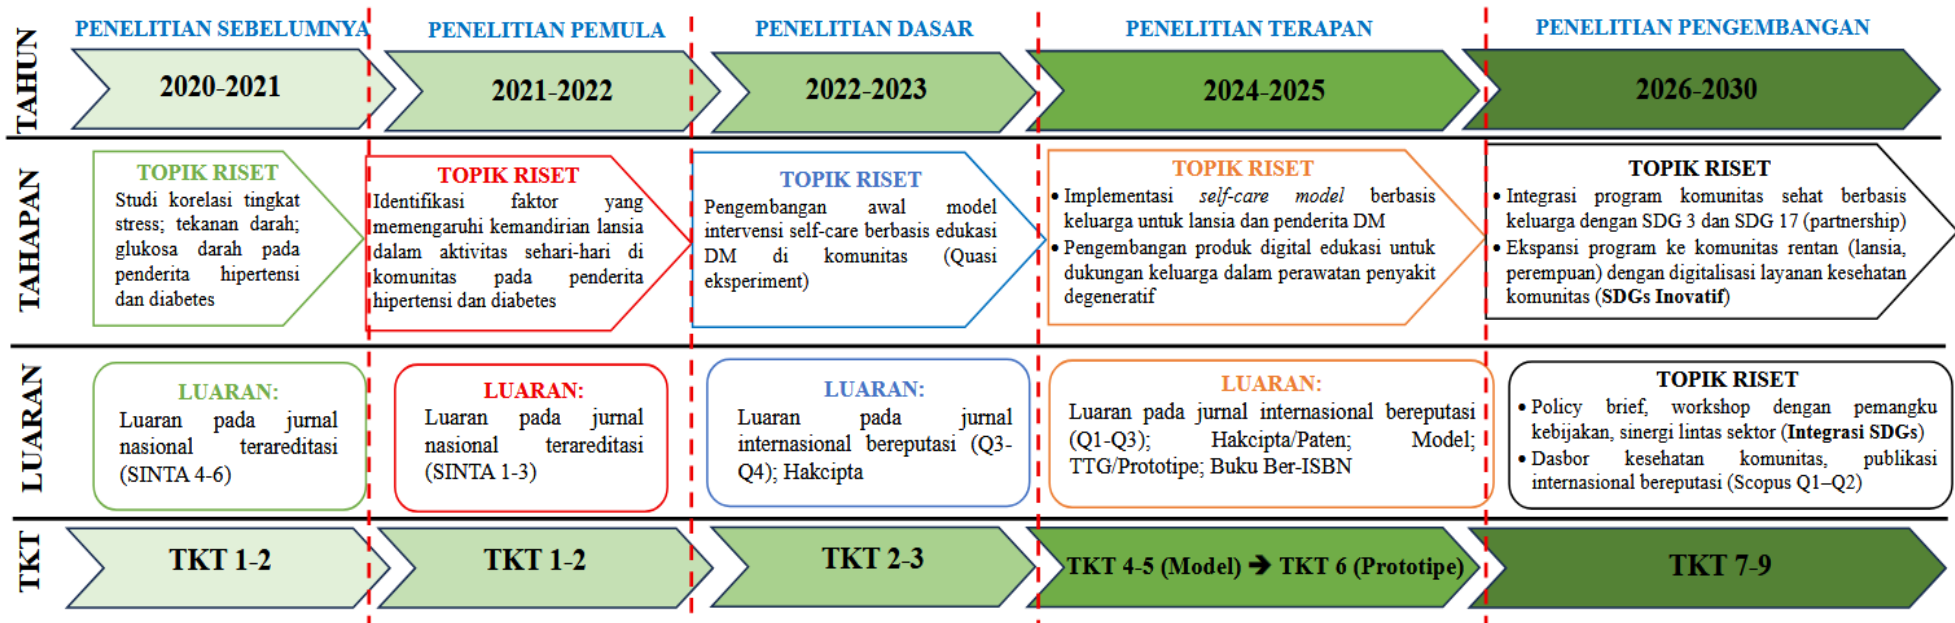 TAHUN
PENELITIAN SEBELUMNYA
PENELITIAN PEMULA
PENELITIAN DASAR
PENELITIAN TERAPAN
PENELITIAN PENGEMBANGAN
2020-2021
2021-2022
2022-2023
2024-2025
2026-2030
TAHAPAN
TOPIK RISET
Studi korelasi tingkat
stress; tekanan darah;
glukosa darah pada
penderita hipertensi
dan diabetes
TOPIK RISET
Identifikasi faktor yang
memengaruhi kemandirian lansia
dalam aktivitas sehari-hari di
komunitas pada penderita
hipertensi dan diabetes
TOPIK RISET
Pengembangan awal model
intervensi self-care berbasis edukasi
DM di komunitas (Quasi
eksperiment)
TOPIK RISET
• Implementasi self-care model berbasis
keluarga untuk lansia dan penderita DM
• Pengembangan produk digital edukasi untuk
dukungan keluarga dalam perawatan penyakit
degeneratif
TOPIK RISET
• Integrasi program komunitas sehat berbasis
keluarga dengan SDG 3 dan SDG 17 (partnership)
• Ekspansi program ke komunitas rentan (lansia,
perempuan) dengan digitalisasi layanan kesehatan
komunitas (SDGs Inovatif)
LUARAN
LUARAN:
Luaran pada jurnal
nasional terareditasi
(SINTA 4-6)
LUARAN:
Luaran pada jurnal
nasional terareditasi
(SINTA 1-3)
LUARAN:
Luaran pada jurnal
internasional bereputasi (Q3-
Q4); Hakcipta
LUARAN:
Luaran pada jurnal internasional bereputasi
(Q1-Q3); Hakcipta/Paten; Model;
TTG/Prototipe; Buku Ber-ISBN
TOPIK RISET
• Policy brief, workshop dengan pemangku
kebijakan, sinergi lintas sektor (Integrasi SDGs)
• Dasbor kesehatan komunitas, publikasi
internasional bereputasi (Scopus Q1–Q2)
TKT
TKT 1-2
TKT 1-2
TKT 2-3
TKT 4-5 (Model) ➔ TKT 6 (Prototipe)
TKT 7-9